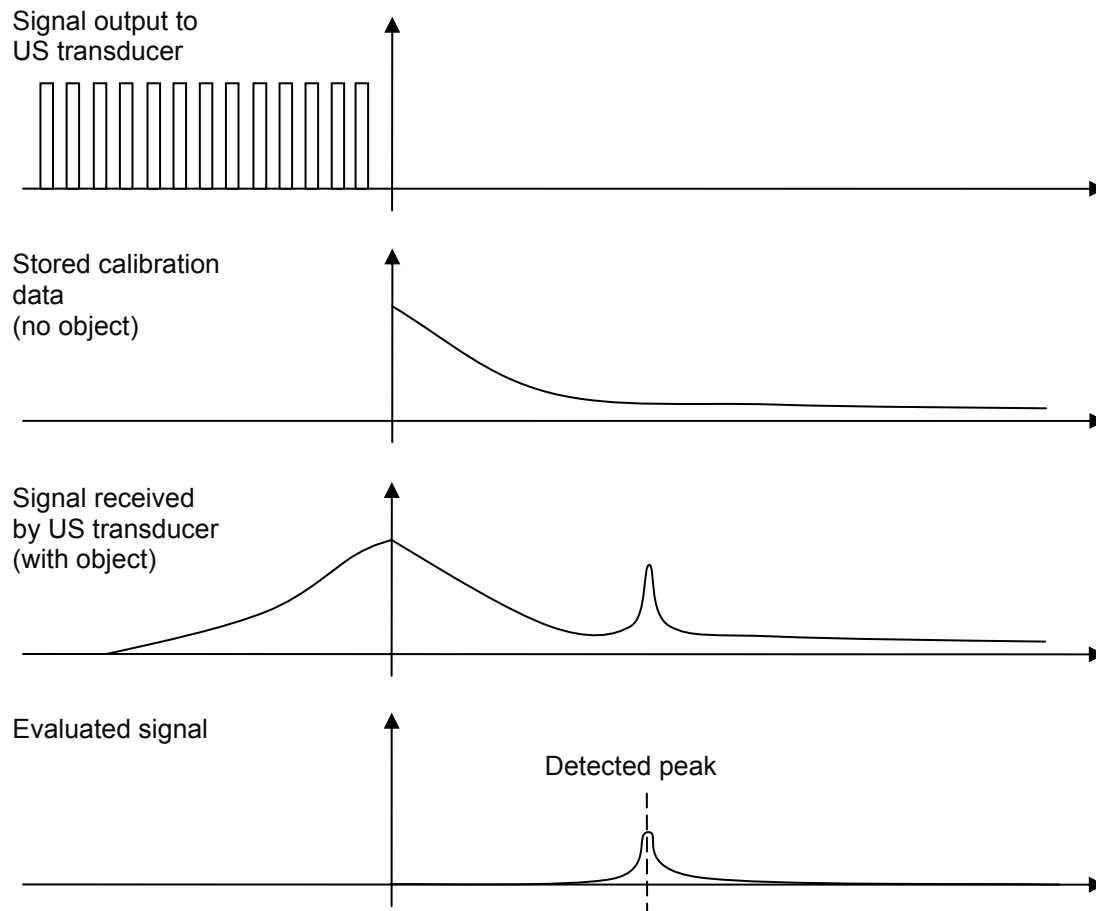 Signal output to
US transducer
Stored calibration
data
(no object)
Signal received
by US transducer
(with object)
Evaluated signal
Detected peak